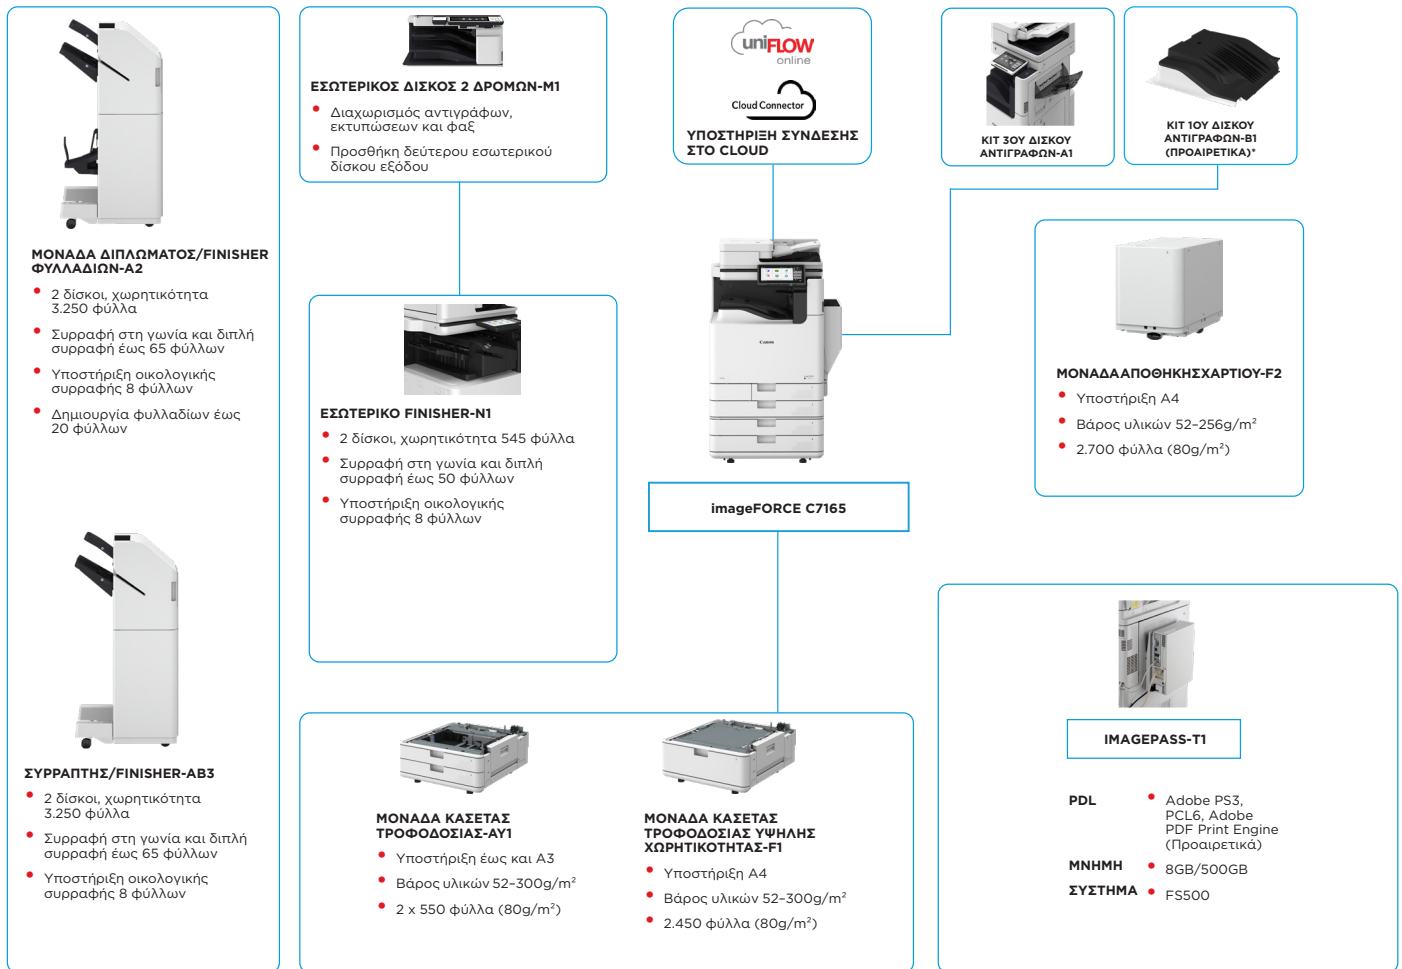 ΜΟΝΑΔΑ ΔΙΠΛΩΜΑΤΟΣ/FINISHER
ΦΥΛΛΑΔΙΩΝ-A2
• 2 δίσκοι, χωρητικότητα
3.250 φύλλα
• Συρραφή στη γωνία και διπλή
συρραφή έως 65 φύλλων
• Υποστήριξη οικολογικής
συρραφής 8 φύλλων
• Δημιουργία φυλλαδίων έως
20 φύλλων
ΣΥΡΡΑΠΤΗΣ/FINISHER-AB3
• 2 δίσκοι, χωρητικότητα
3.250 φύλλα
• Συρραφή στη γωνία και διπλή
συρραφή έως 65 φύλλων
• Υποστήριξη οικολογικής
συρραφής 8 φύλλων
ΕΣΩΤΕΡΙΚΟΣ ΔΙΣΚΟΣ 2 ΔΡΟΜΩΝ-M1
• Διαχωρισμός αντιγράφων,
εκτυπώσεων και φαξ
• Προσθήκη δεύτερου εσωτερικού
δίσκου εξόδου
ΕΣΩΤΕΡΙΚΟ FINISHER-N1
• 2 δίσκοι, χωρητικότητα 545 φύλλα
• Συρραφή στη γωνία και διπλή
συρραφή έως 50 φύλλων
• Υποστήριξη οικολογικής
συρραφής 8 φύλλων
uniFLOW
online
Cloud Connector
ΥΠΟΣΤΗΡΙΞΗ ΣΥΝΔΕΣΗΣ
ΣΤΟ CLOUD
Canon
imageFORCE C7165
ΚΙΤ 3ΟΥ ΔΙΣΚΟΥ
ΑΝΤΙΓΡΑΦΩΝ-A1
ΚΙΤ 1ΟΥ ΔΙΣΚΟΥ
ΑΝΤΙΓΡΑΦΩΝ-B1
(ΠΡΟΑΙΡΕΤΙΚΑ)*
ΜΟΝΑΔΑΑΠΟΘΗΚΗΣΧΑΡΤΙΟΥ-F2
• Υποστήριξη A4
• Βάρος υλικών 52–256g/m²
• 2.700 φύλλα (80g/m²)
ΜΟΝΑΔΑ ΚΑΣΕΤΑΣ
ΤΡΟΦΟΔΟΣΙΑΣ-AY1
• Υποστήριξη έως και A3
• Βάρος υλικών 52–300g/m²
• 2 x 550 φύλλα (80g/m²)
ΜΟΝΑΔΑ ΚΑΣΕΤΑΣ
ΤΡΟΦΟΔΟΣΙΑΣ ΥΨΗΛΗΣ
ΧΩΡΗΤΙΚΟΤΗΤΑΣ-F1
• Υποστήριξη A4
• Βάρος υλικών 52–300g/m²
• 2.450 φύλλα (80g/m²)
IMAGEPASS-T1
PDL • Adobe PS3,
PCL6, Adobe
PDF Print Engine
(Προαιρετικά)
ΜΝΗΜΗ • 8GB/500GB
ΣΥΣΤΗΜΑ • FS500